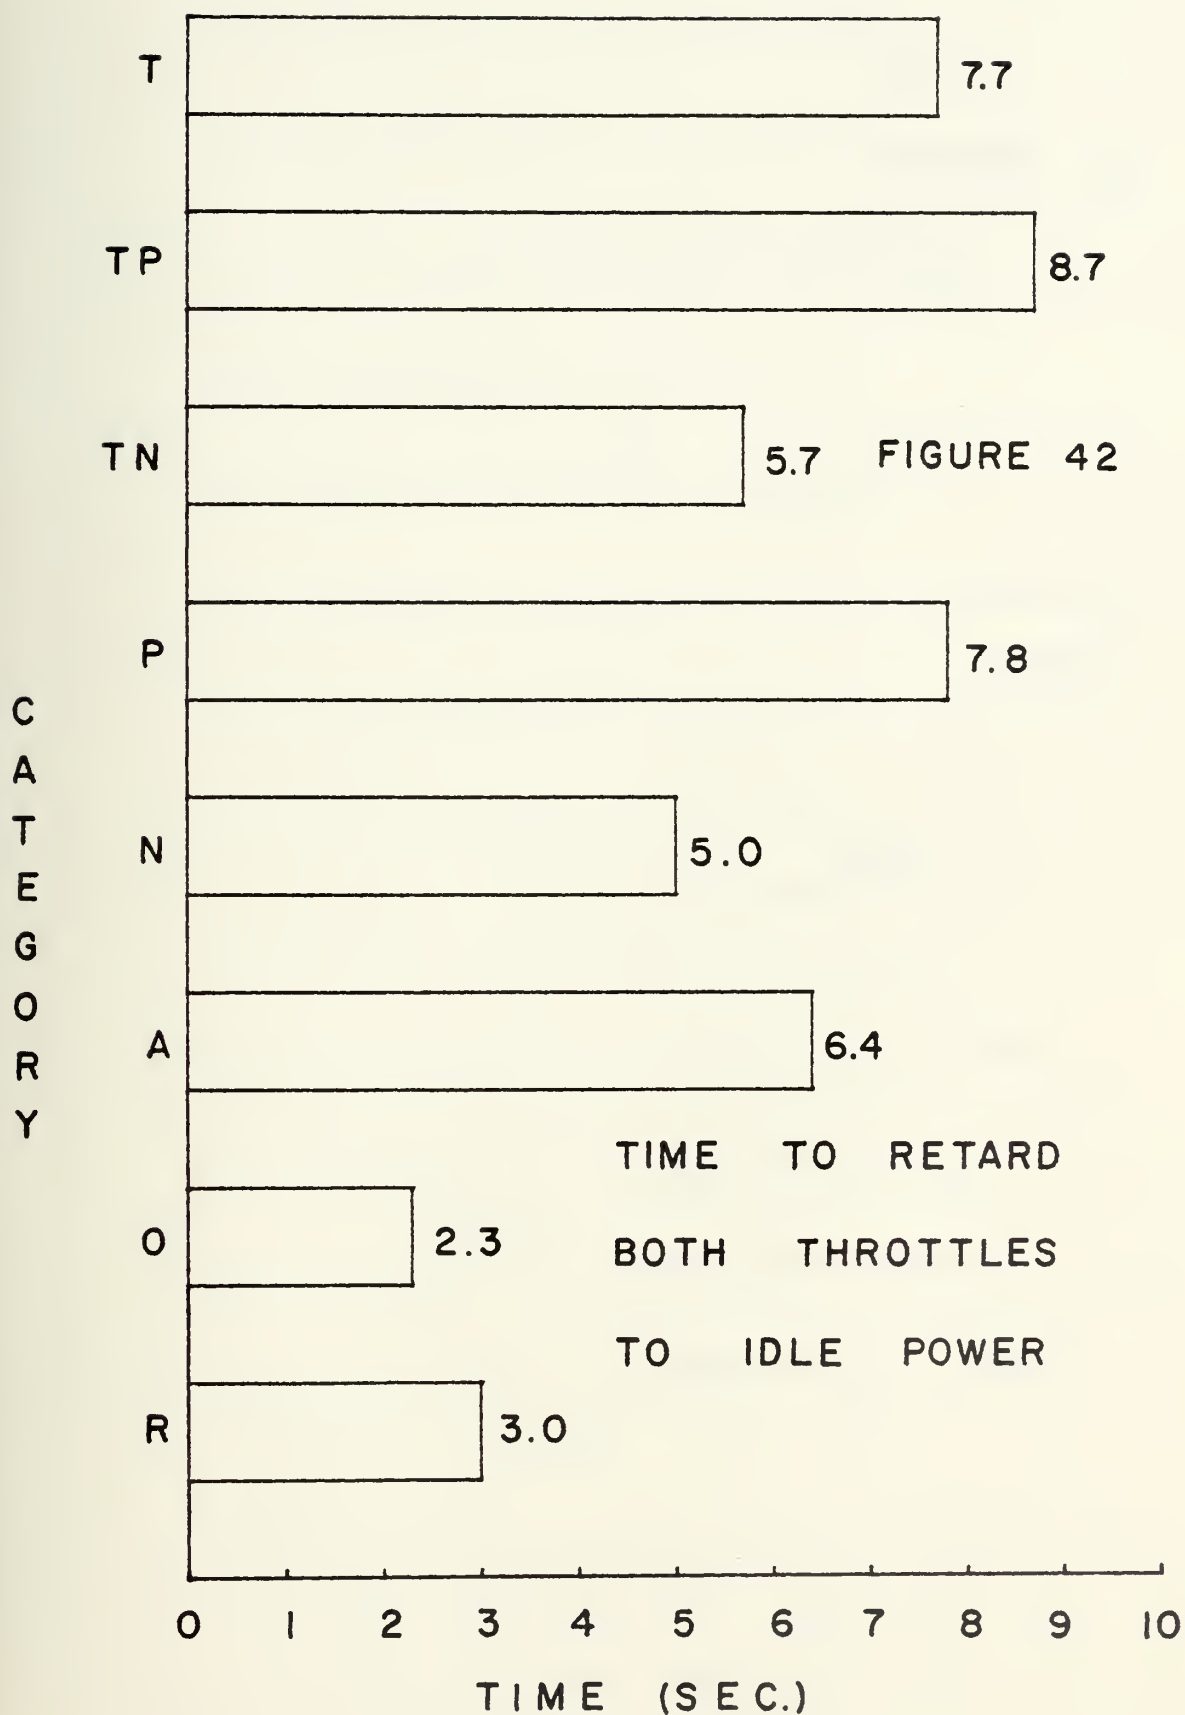 T 7.7
TP 8.7
TN 5.7 FIGURE 42
P 7.8
N 5.0
A 6.4
O 2.3
R 3.0
CATEGORY
TIME TO RETARD
BOTH THROTTLES
TO IDLE POWER
0 1 2 3 4 5 6 7 8 9 10
TIME (SEC.)